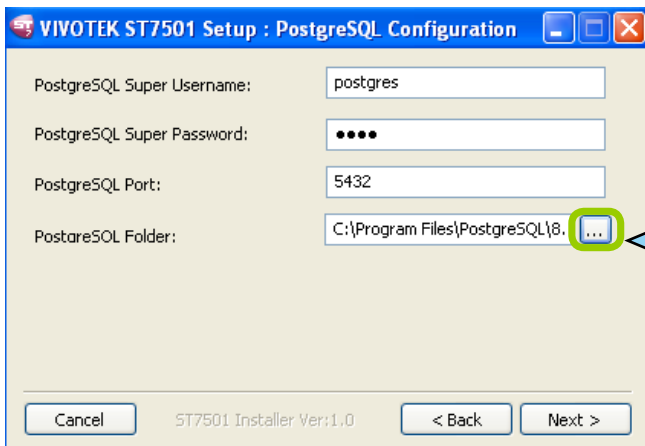 VIVOTEK ST7501 Setup : PostgreSQL Configuration
PostgreSQL Super Username: postgres
PostgreSQL Super Password: ●●●●
PostgreSQL Port: 5432
PostgreSQL Folder: C:\Program Files\PostgreSQL\8. ...
Cancel ST7501 Installer Ver:1.0 < Back Next >